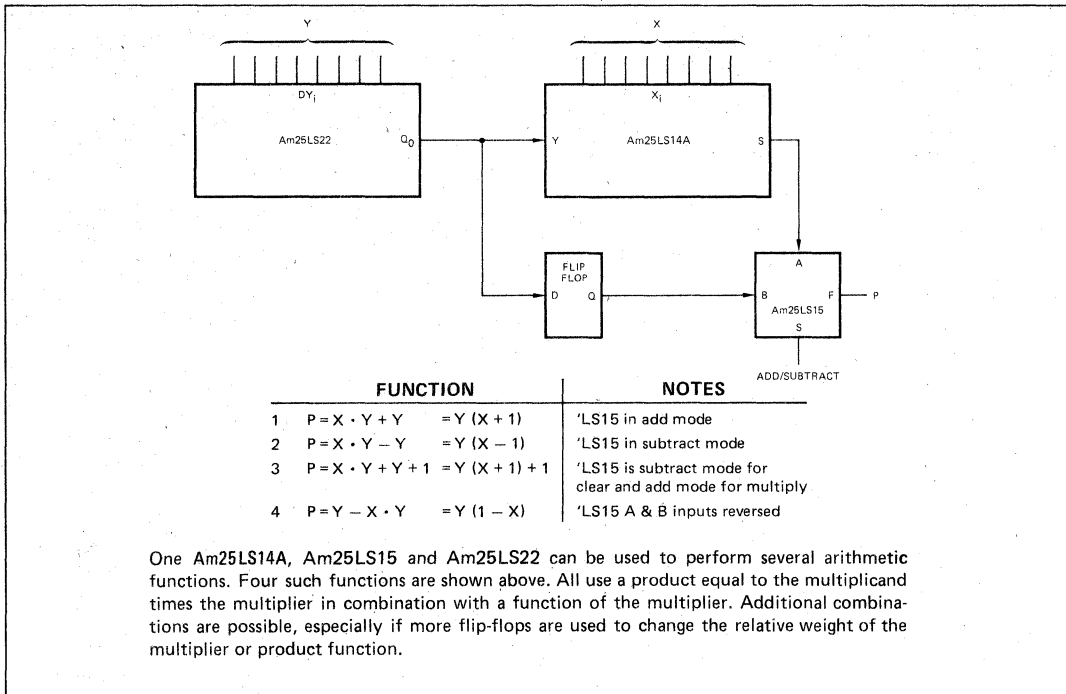 Y
X
DYi
Xi
Am25LS22
Q0
Y
Am25LS14A
S
FLIP
FLOP
D
Q
A
B
F
P
Am25LS15
S
ADD/SUBTRACT
FUNCTION NOTES
1 P = X · Y + Y = Y (X + 1) 'LS15 in add mode
2 P = X · Y − Y = Y (X − 1) 'LS15 in subtract mode
3 P = X · Y + Y + 1 = Y (X + 1) + 1 'LS15 is subtract mode for
clear and add mode for multiply
4 P = Y − X · Y = Y (1 − X) 'LS15 A & B inputs reversed
One Am25LS14A, Am25LS15 and Am25LS22 can be used to perform several arithmetic
functions. Four such functions are shown above. All use a product equal to the multiplicand
times the multiplier in combination with a function of the multiplier. Additional combina-
tions are possible, especially if more flip-flops are used to change the relative weight of the
multiplier or product function.